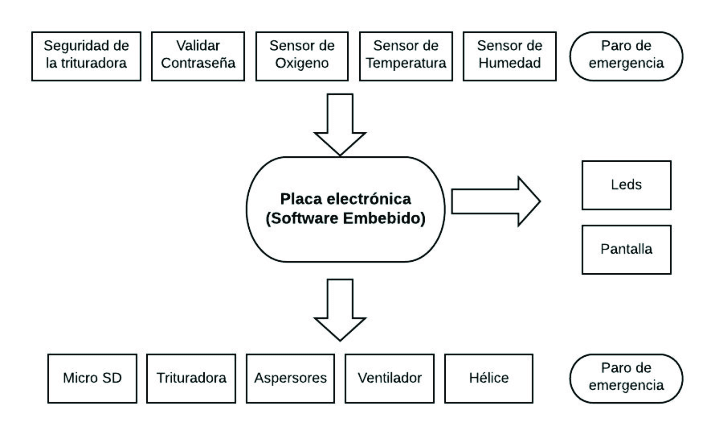 Seguridad de
la trituradora
Validar
Contraseña
Sensor de
Oxigeno
Sensor de
Temperatura
Sensor de
Humedad
Paro de
emergencia
Placa electrónica
(Software Embebido)
Leds
Pantalla
Micro SD
Trituradora
Aspersores
Ventilador
Hélice
Paro de
emergencia